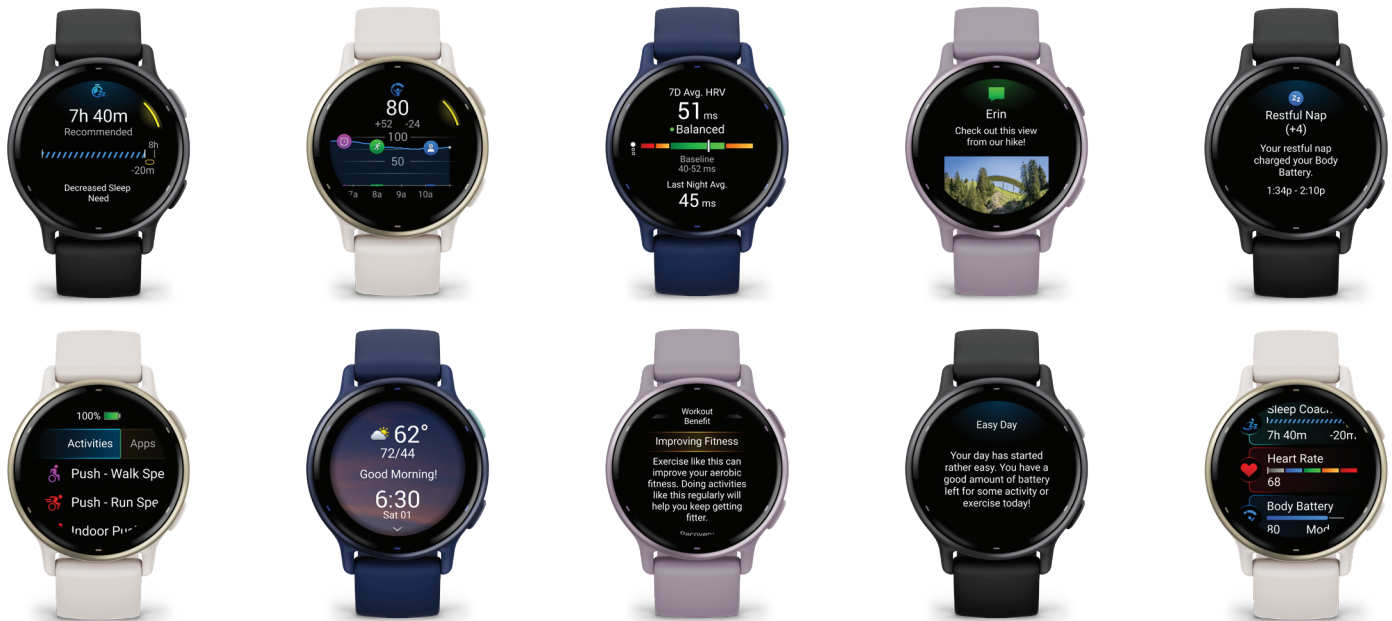 7h 40m
Recommended
8h
-20m
Decreased Sleep
Need
80
+52 -24
100
50
7a 8a 9a 10a
7D Avg. HRV
51 ms
Balanced
Baseline
40-52 ms
Last Night Avg.
45 ms
Erin
Check out this view
from our hike!
zz
Restful Nap
(+4)
Your restful nap
charged your Body
Battery.
1:34p - 2:10p
100%
Activities Apps
Push - Walk Spe
Push - Run Spe
Indoor Pus
62°
72/44
Good Morning!
6:30
Sat 01
Workout
Benefit
Improving Fitness
Exercise like this can
improve your aerobic
fitness. Doing activities
like this regularly will
help you keep getting
fitter.
Recovery
Easy Day
Your day has started
rather easy. You have a
good amount of battery
left for some activity or
exercise today!
Sleep Coach
7h 40m -20m
Heart Rate
68
Body Battery
80 Mod